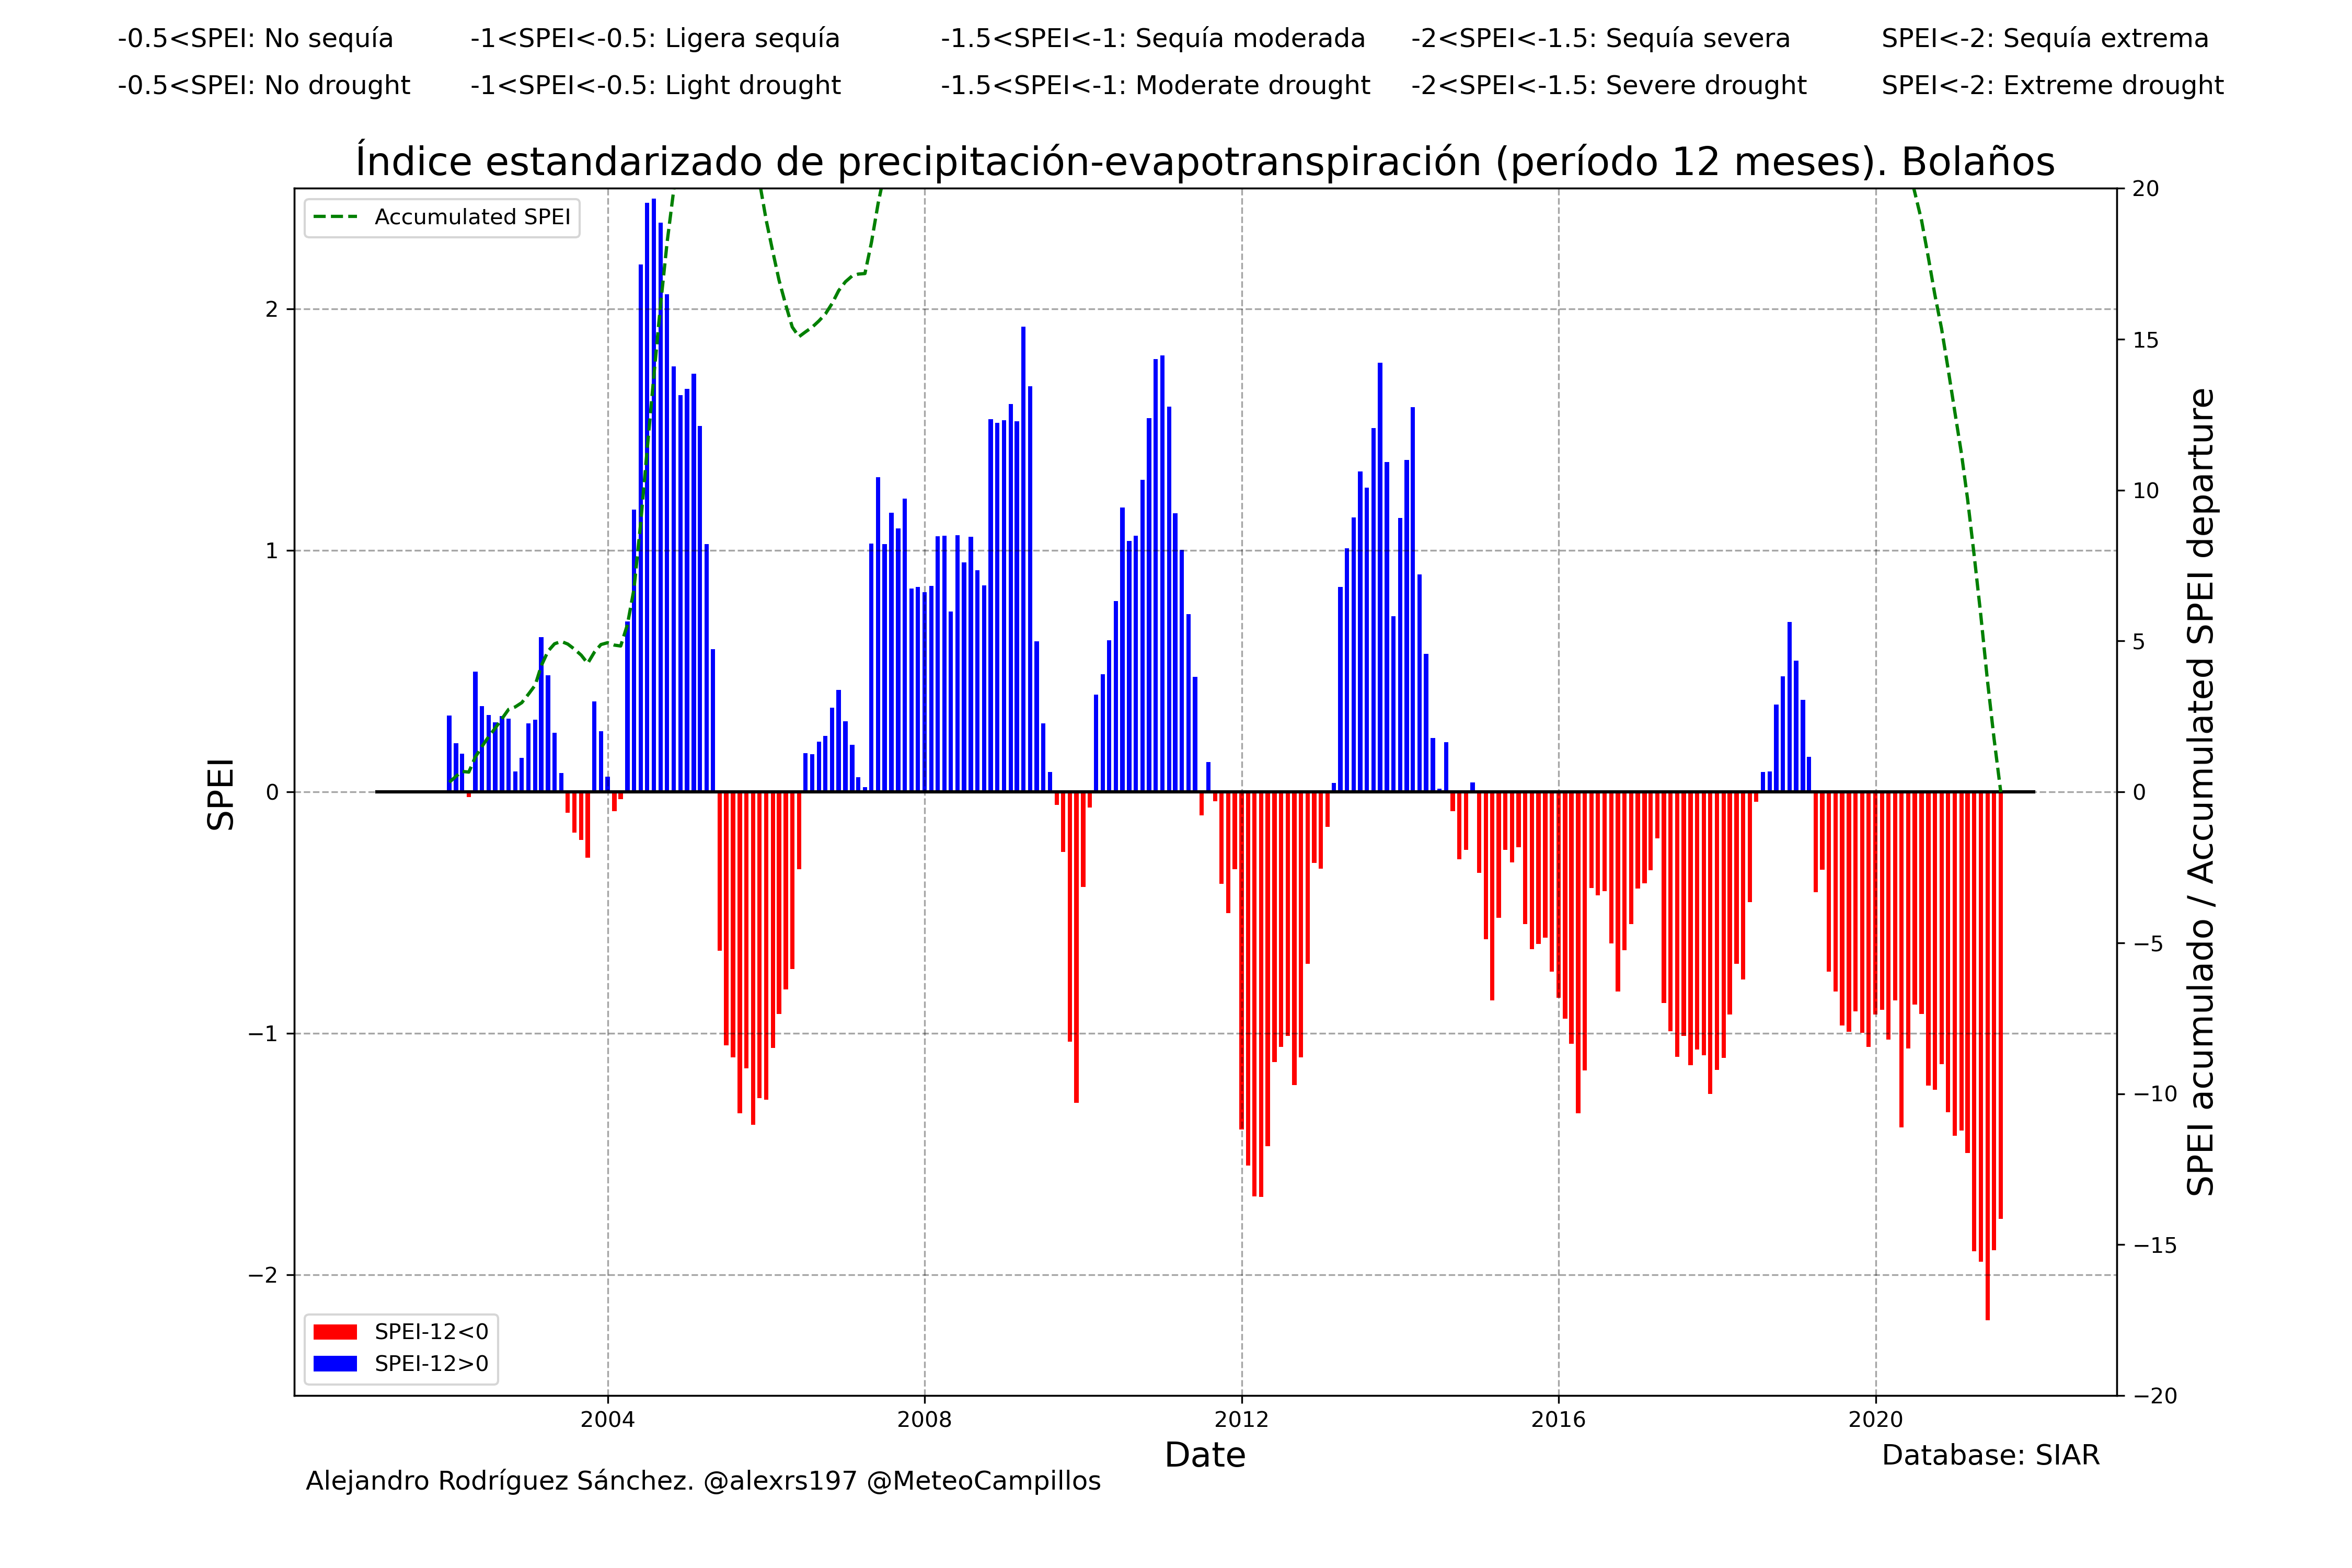 -0.5<SPEI: No sequía -1<SPEI<-0.5: Ligera sequía -1.5<SPEI<-1: Sequía moderada -2<SPEI<-1.5: Sequía severa SPEI<-2: Sequía extrema
-0.5<SPEI: No drought -1<SPEI<-0.5: Light drought -1.5<SPEI<-1: Moderate drought -2<SPEI<-1.5: Severe drought SPEI<-2: Extreme drought
Índice estandarizado de precipitación-evapotranspiración (período 12 meses). Bolaños
Accumulated SPEI
SPEI
2
1
0
−1
−2
20
15
10
5
0
−5
−10
−15
−20
SPEI acumulado / Accumulated SPEI departure
SPEI-12<0
SPEI-12>0
2004 2008 2012 2016 2020
Date
Database: SIAR
Alejandro Rodríguez Sánchez. @alexrs197 @MeteoCampillos